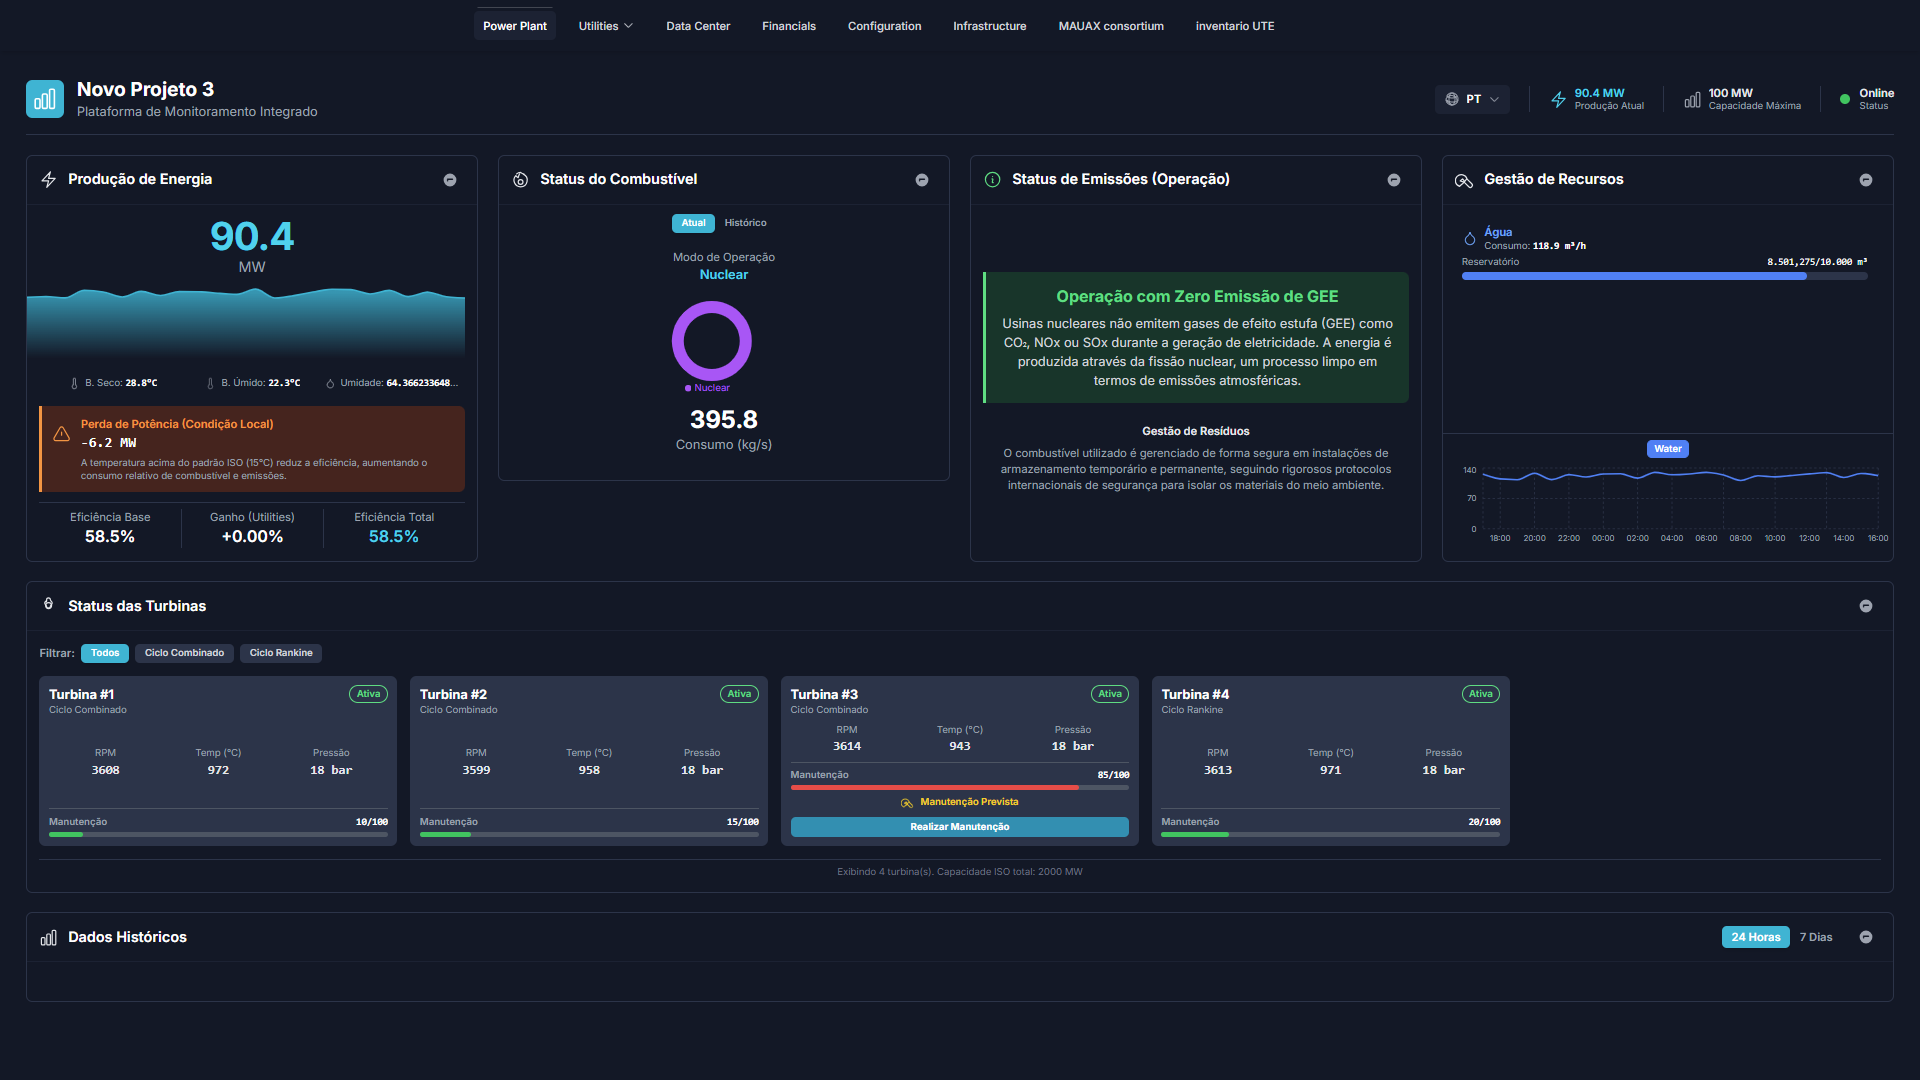 Power Plant
Utilities
Data Center
Financials
Configuration
Infrastructure
MAUAX consortium
inventario UTE
Novo Projeto 3
Plataforma de Monitoramento Integrado
PT
90.4 MW
Produção Atual
100 MW
Capacidade Máxima
Online
Status
Produção de Energia
90.4
MW
B. Seco: 28.8°C
B. Úmido: 22.3°C
Umidade: 64.366233648...
Perda de Potência (Condição Local)
-6.2 MW
A temperatura acima do padrão ISO (15°C) reduz a eficiência, aumentando o
consumo relativo de combustível e emissões.
Eficiência Base
58.5%
Ganho (Utilities)
+0.00%
Eficiência Total
58.5%
Status do Combustível
Atual
Histórico
Modo de Operação
Nuclear
Nuclear
395.8
Consumo (kg/s)
Status de Emissões (Operação)
Operação com Zero Emissão de GEE
Usinas nucleares não emitem gases de efeito estufa (GEE) como
CO₂, NOx ou SOx durante a geração de eletricidade. A energia é
produzida através da fissão nuclear, um processo limpo em
termos de emissões atmosféricas.
Gestão de Resíduos
O combustível utilizado é gerenciado de forma segura em instalações de
armazenamento temporário e permanente, seguindo rigorosos protocolos
internacionais de segurança para isolar os materiais do meio ambiente.
Gestão de Recursos
Água
Consumo: 118.9 m³/h
Reservatório
8.501,275/10.000 m³
Water
140
70
0
18:00 20:00 22:00 00:00 02:00 04:00 06:00 08:00 10:00 12:00 14:00 16:00
Status das Turbinas
Filtrar: Todos Ciclo Combinado Ciclo Rankine
Turbina #1
Ativa
Ciclo Combinado
RPM Temp (°C) Pressão
3608 972 18 bar
Manutenção 10/100
Turbina #2
Ativa
Ciclo Combinado
RPM Temp (°C) Pressão
3599 958 18 bar
Manutenção 15/100
Turbina #3
Ativa
Ciclo Combinado
RPM Temp (°C) Pressão
3614 943 18 bar
Manutenção 85/100
Manutenção Prevista
Realizar Manutenção
Turbina #4
Ativa
Ciclo Rankine
RPM Temp (°C) Pressão
3613 971 18 bar
Manutenção 20/100
Exibindo 4 turbina(s). Capacidade ISO total: 2000 MW
Dados Históricos
24 Horas
7 Dias